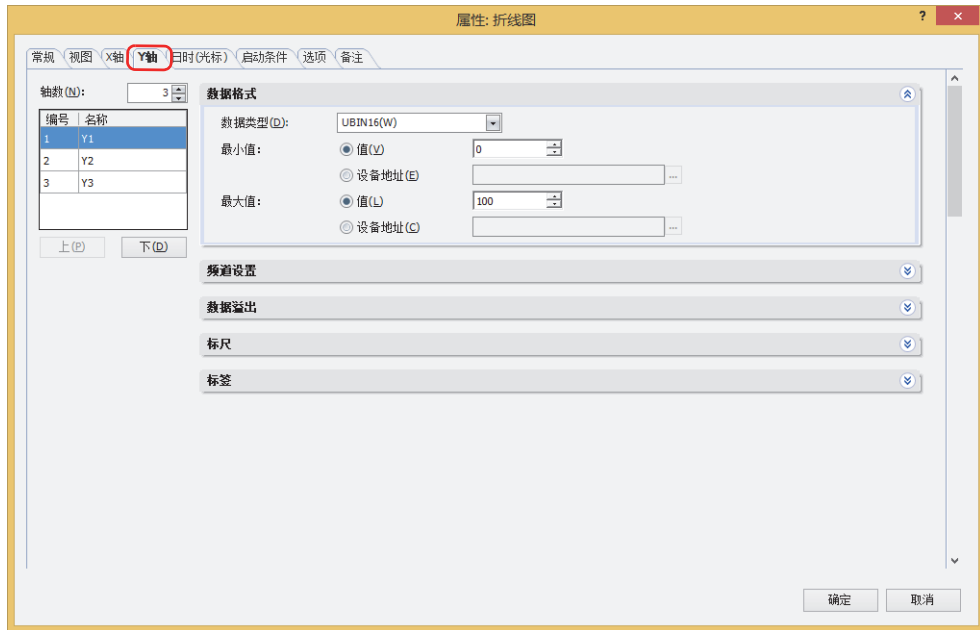 属性: 折线图
?
常规 视图 X轴 Y轴 日时(光标) 启动条件 选项 备注
轴数(N): 3
编号 名称
1 Y1
2 Y2
3 Y3
上(P) 下(D)
数据格式
数据类型(D): UBIN16(W)
最小值: 值(V) 0
设备地址(E) ...
最大值: 值(L) 100
设备地址(C) ...
频道设置
数据溢出
标尺
标签
确定 取消